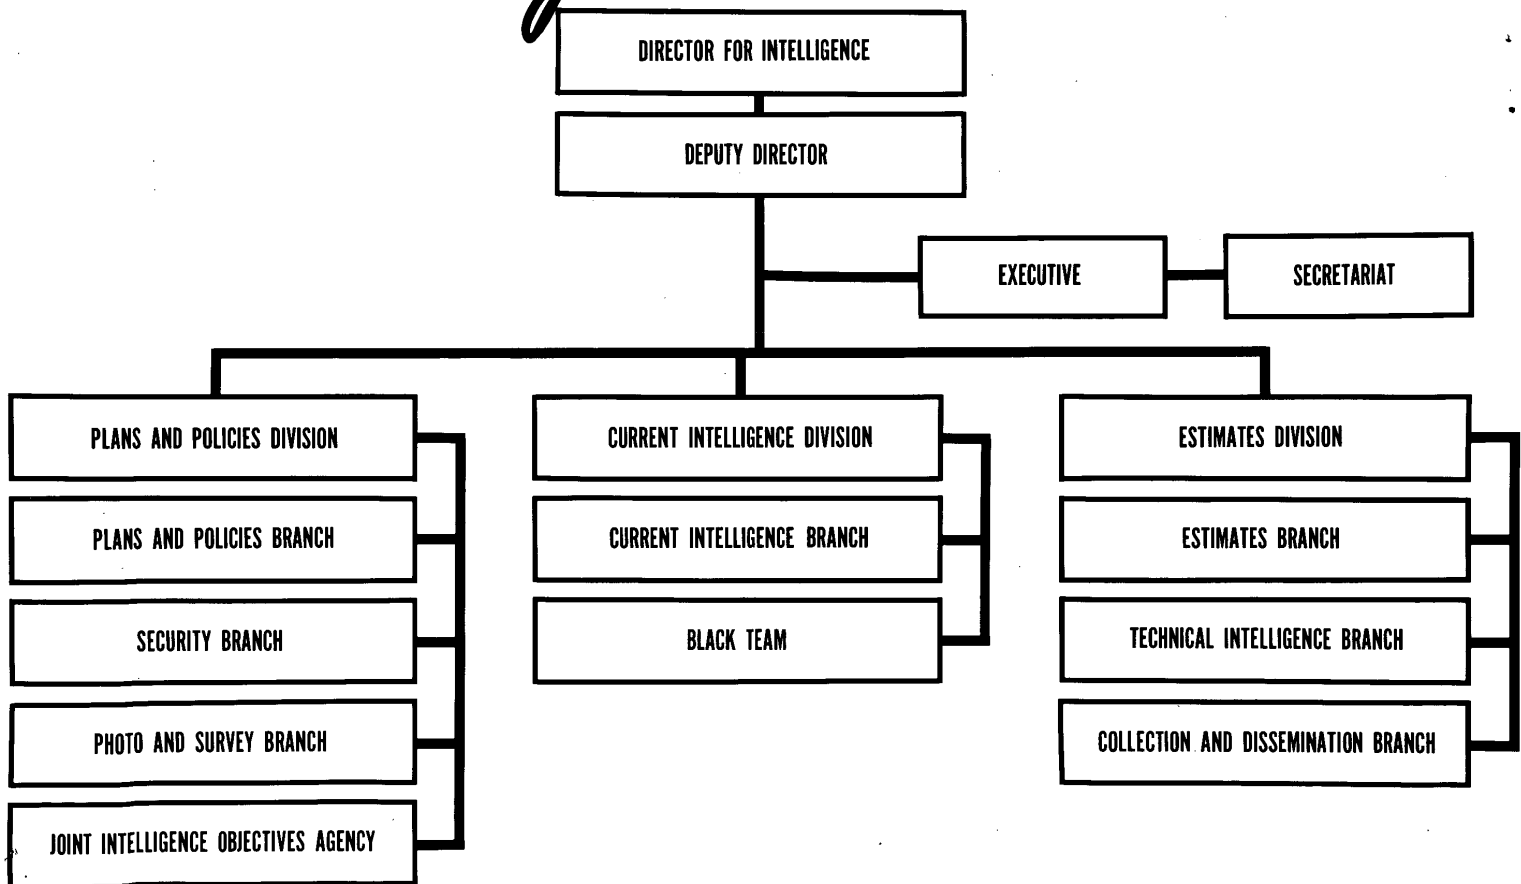 DIRECTOR FOR INTELLIGENCE
DEPUTY DIRECTOR
EXECUTIVE
SECRETARIAT
PLANS AND POLICIES DIVISION
PLANS AND POLICIES BRANCH
SECURITY BRANCH
PHOTO AND SURVEY BRANCH
JOINT INTELLIGENCE OBJECTIVES AGENCY
CURRENT INTELLIGENCE DIVISION
CURRENT INTELLIGENCE BRANCH
BLACK TEAM
ESTIMATES DIVISION
ESTIMATES BRANCH
TECHNICAL INTELLIGENCE BRANCH
COLLECTION AND DISSEMINATION BRANCH